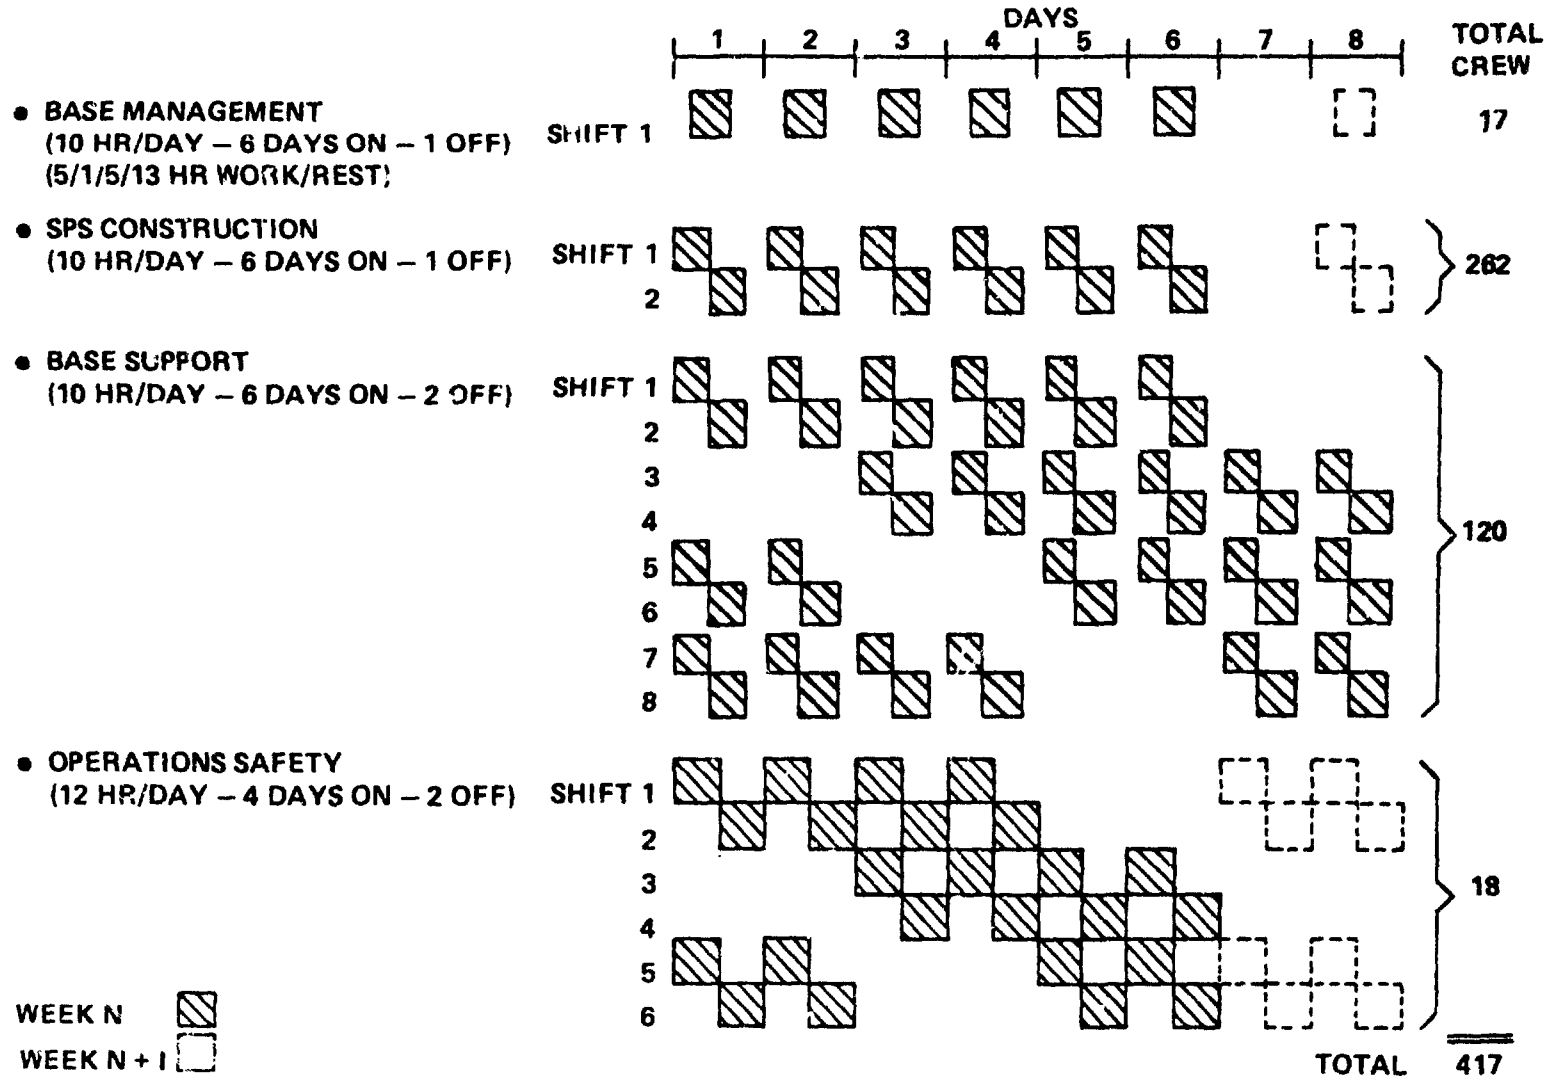 DAYS
1 2 3 4 5 6 7 8
TOTAL
CREW
• BASE MANAGEMENT
(10 HR/DAY – 6 DAYS ON – 1 OFF)
(5/1/5/13 HR WORK/REST)
SHIFT 1
17
• SPS CONSTRUCTION
(10 HR/DAY – 6 DAYS ON – 1 OFF)
SHIFT 1
2
262
• BASE SUPPORT
(10 HR/DAY – 6 DAYS ON – 2 OFF)
SHIFT 1
2
3
4
5
6
7
8
120
• OPERATIONS SAFETY
(12 HR/DAY – 4 DAYS ON – 2 OFF)
SHIFT 1
2
3
4
5
6
18
WEEK N
WEEK N + I
TOTAL 417